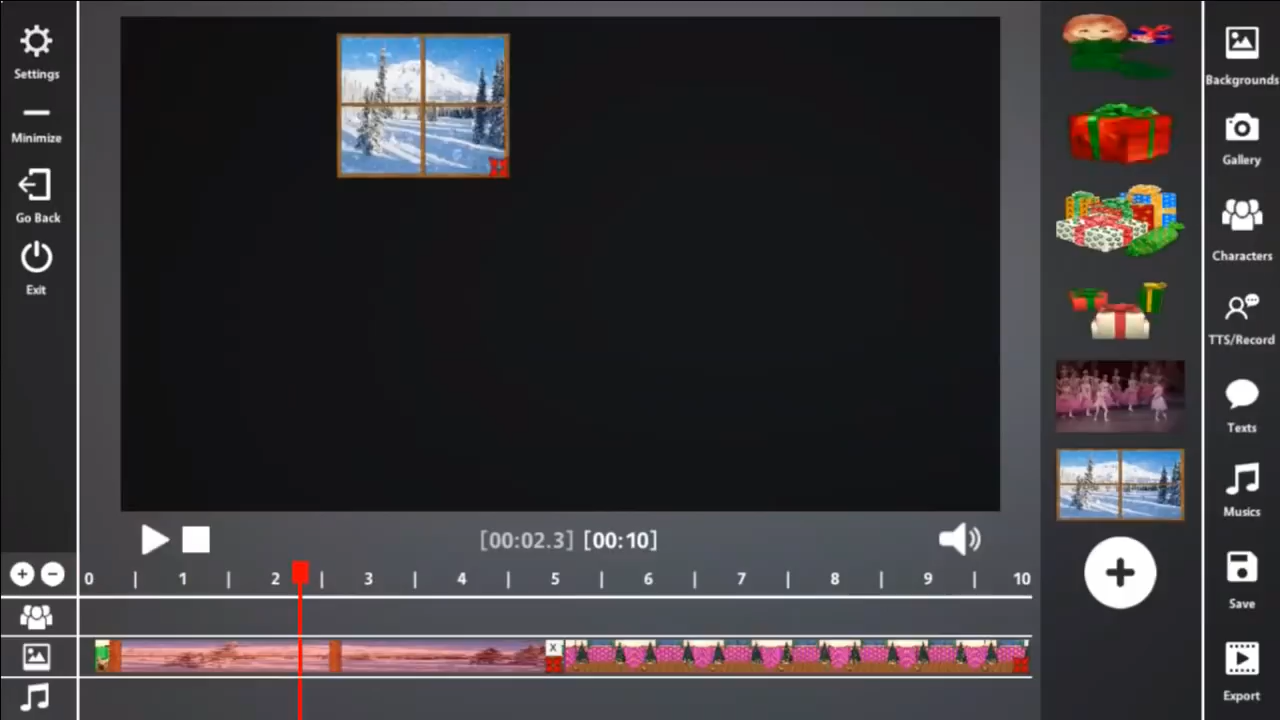 Settings
Minimize
Go Back
Exit
Backgrounds
Gallery
Characters
TTS/Record
Texts
Musics
Save
Export
[00:02.3] [00:10]
0 1 2 3 4 5 6 7 8 9 10
X